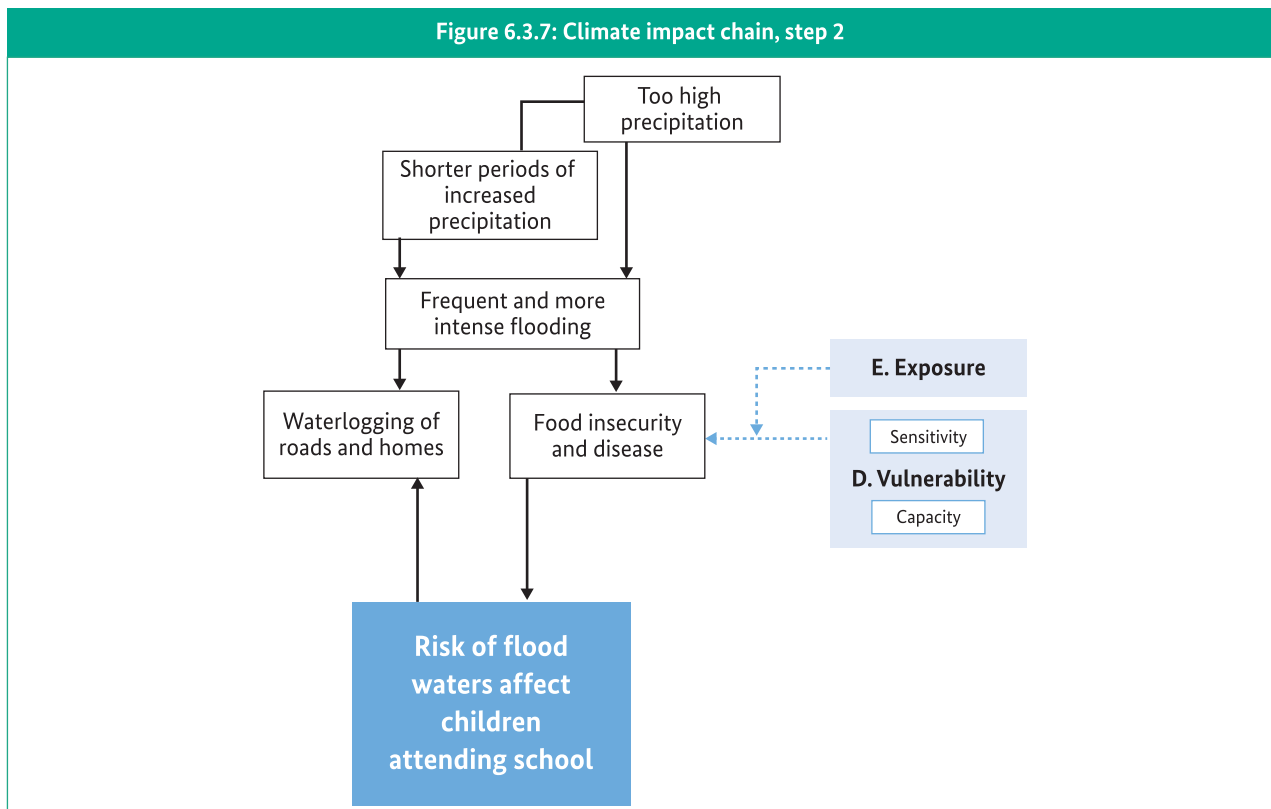 Figure 6.3.7: Climate impact chain, step 2
Too high
precipitation
Shorter periods of
increased
precipitation
Frequent and more
intense flooding
Waterlogging of
roads and homes
Food insecurity
and disease
E. Exposure
Sensitivity
D. Vulnerability
Capacity
Risk of flood
waters affect
children
attending school